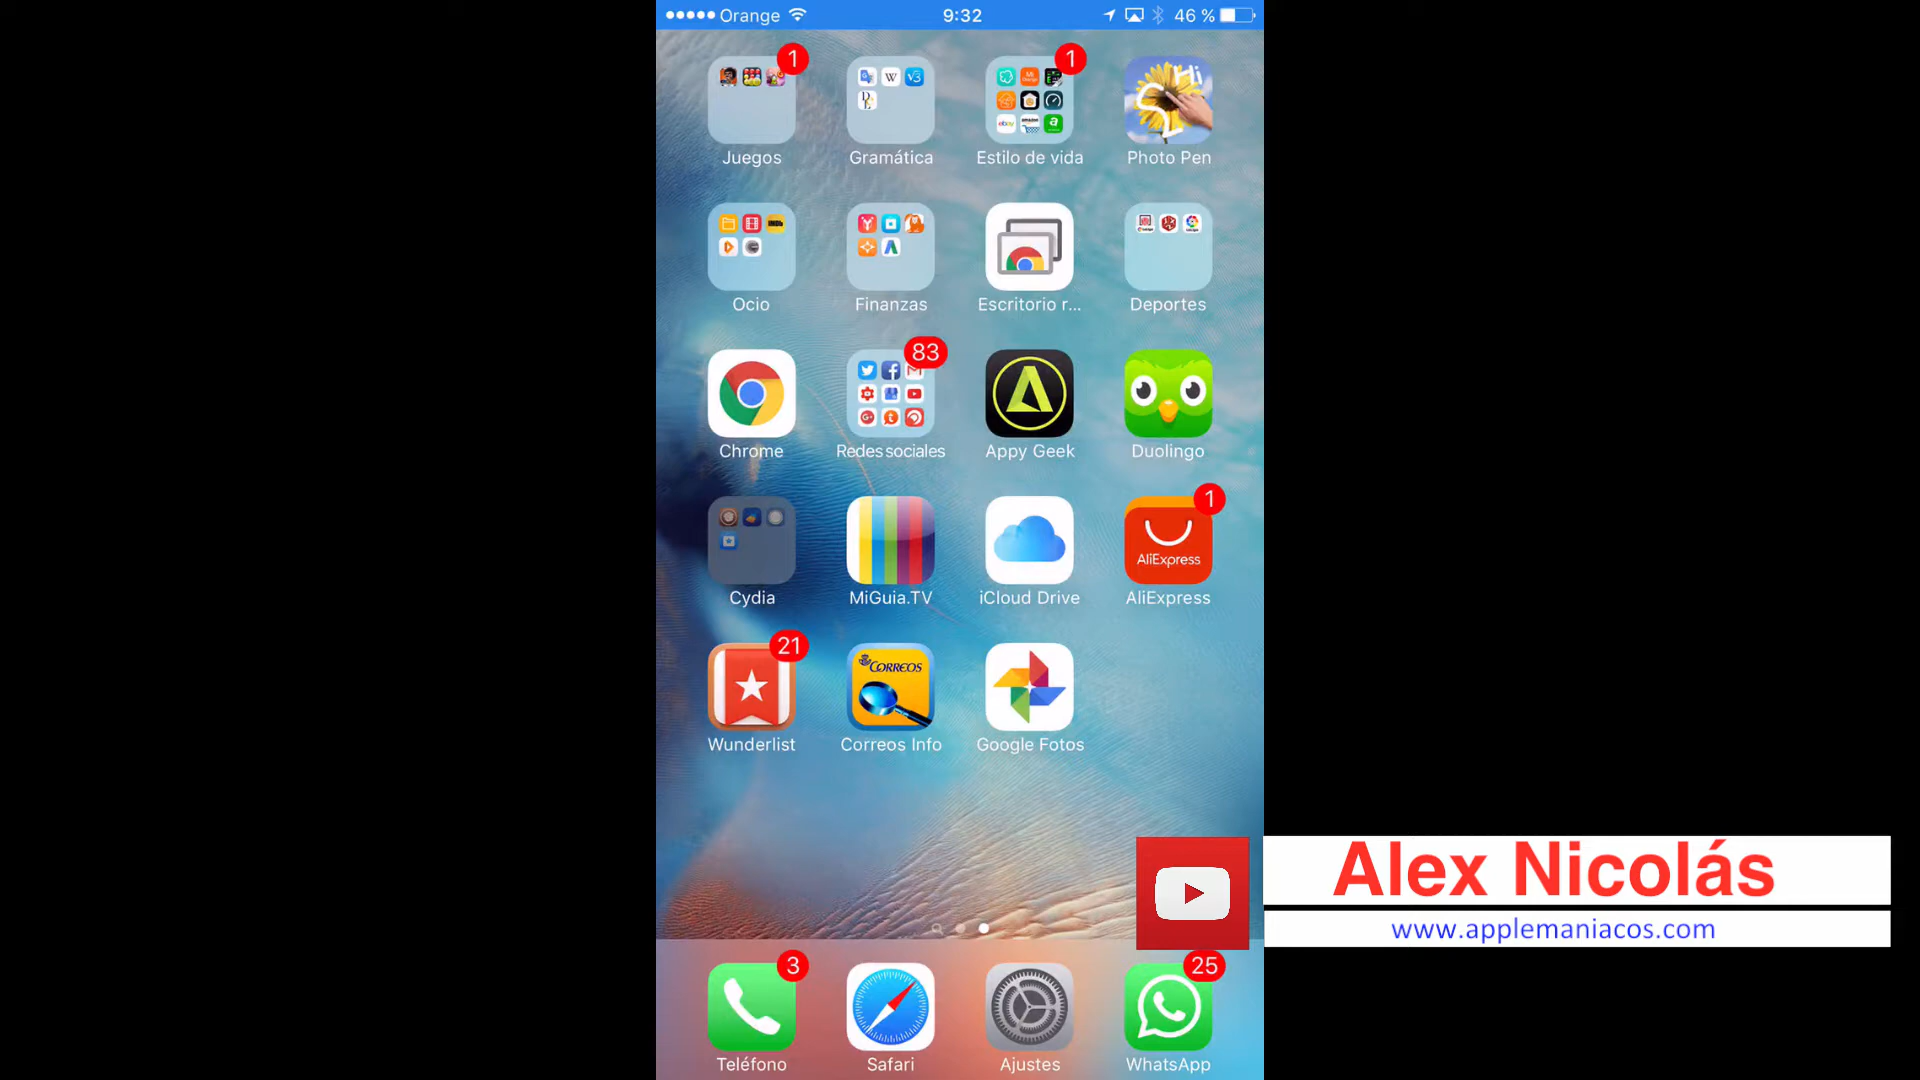 Orange 9:32 46 %
1 1
Hi
Juegos Gramática Estilo de vida Photo Pen
Ocio Finanzas Escritorio r... Deportes
83
Chrome Redes sociales Appy Geek Duolingo
1
AliExpress
Cydia MiGuia.TV iCloud Drive AliExpress
21
CORREOS
Wunderlist Correos Info Google Fotos
Alex Nicolás
www.applemaniacos.com
3 25
Teléfono Safari Ajustes WhatsApp